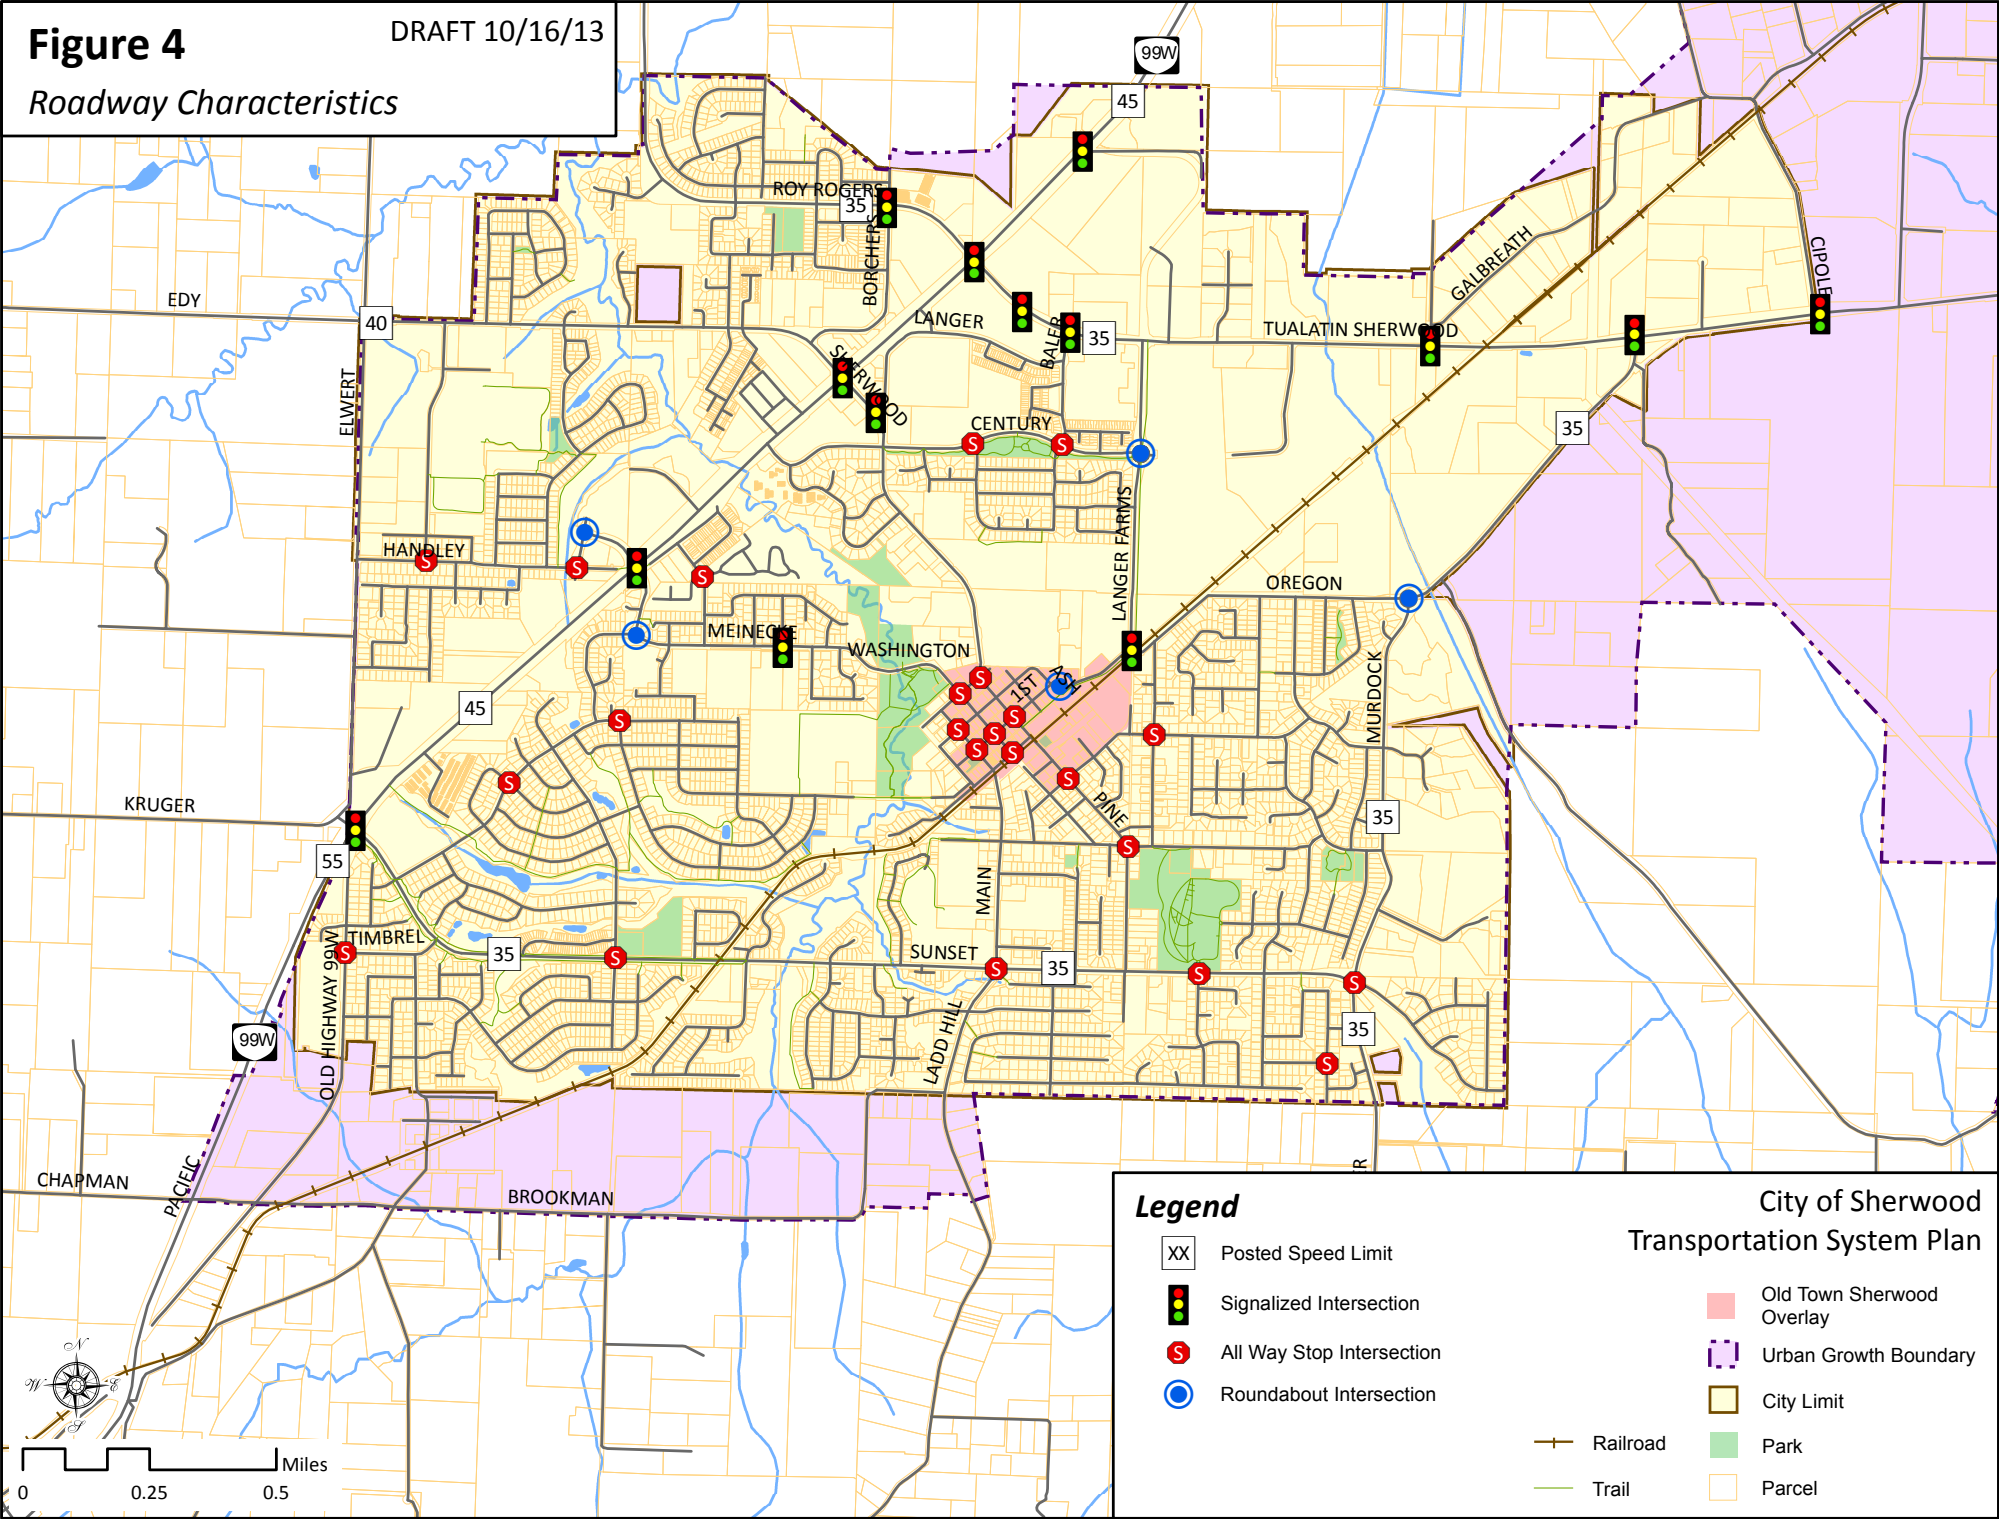 Figure 4
DRAFT 10/16/13
Roadway Characteristics
99W
45
ROY ROGERS
35
BORCHERS
GALBREATH
CIPOLE
EDY
40
LANGER
BALER
35
TUALATIN SHERWOOD
SHERWOOD
ELWERT
CENTURY
35
LANGER FARMS
HANDLEY
S
S
S
S
S
OREGON
MEINECKE
WASHINGTON
ASH
1ST
MURDOCK
45
S
S
S
S
S
S
S
S
S
S
S
S
PINE
KRUGER
35
55
S
MAIN
TIMBREL
S
35
S
SUNSET
S
35
S
S
OLD HIGHWAY 99W
LADD HILL
99W
35
S
PACIFIC
CHAPMAN
BROOKMAN
Legend
City of Sherwood
Transportation System Plan
XX Posted Speed Limit
Signalized Intersection
S All Way Stop Intersection
Roundabout Intersection
Railroad
Trail
Old Town Sherwood
Overlay
Urban Growth Boundary
City Limit
Park
Parcel
N
W E
S
Miles
0 0.25 0.5